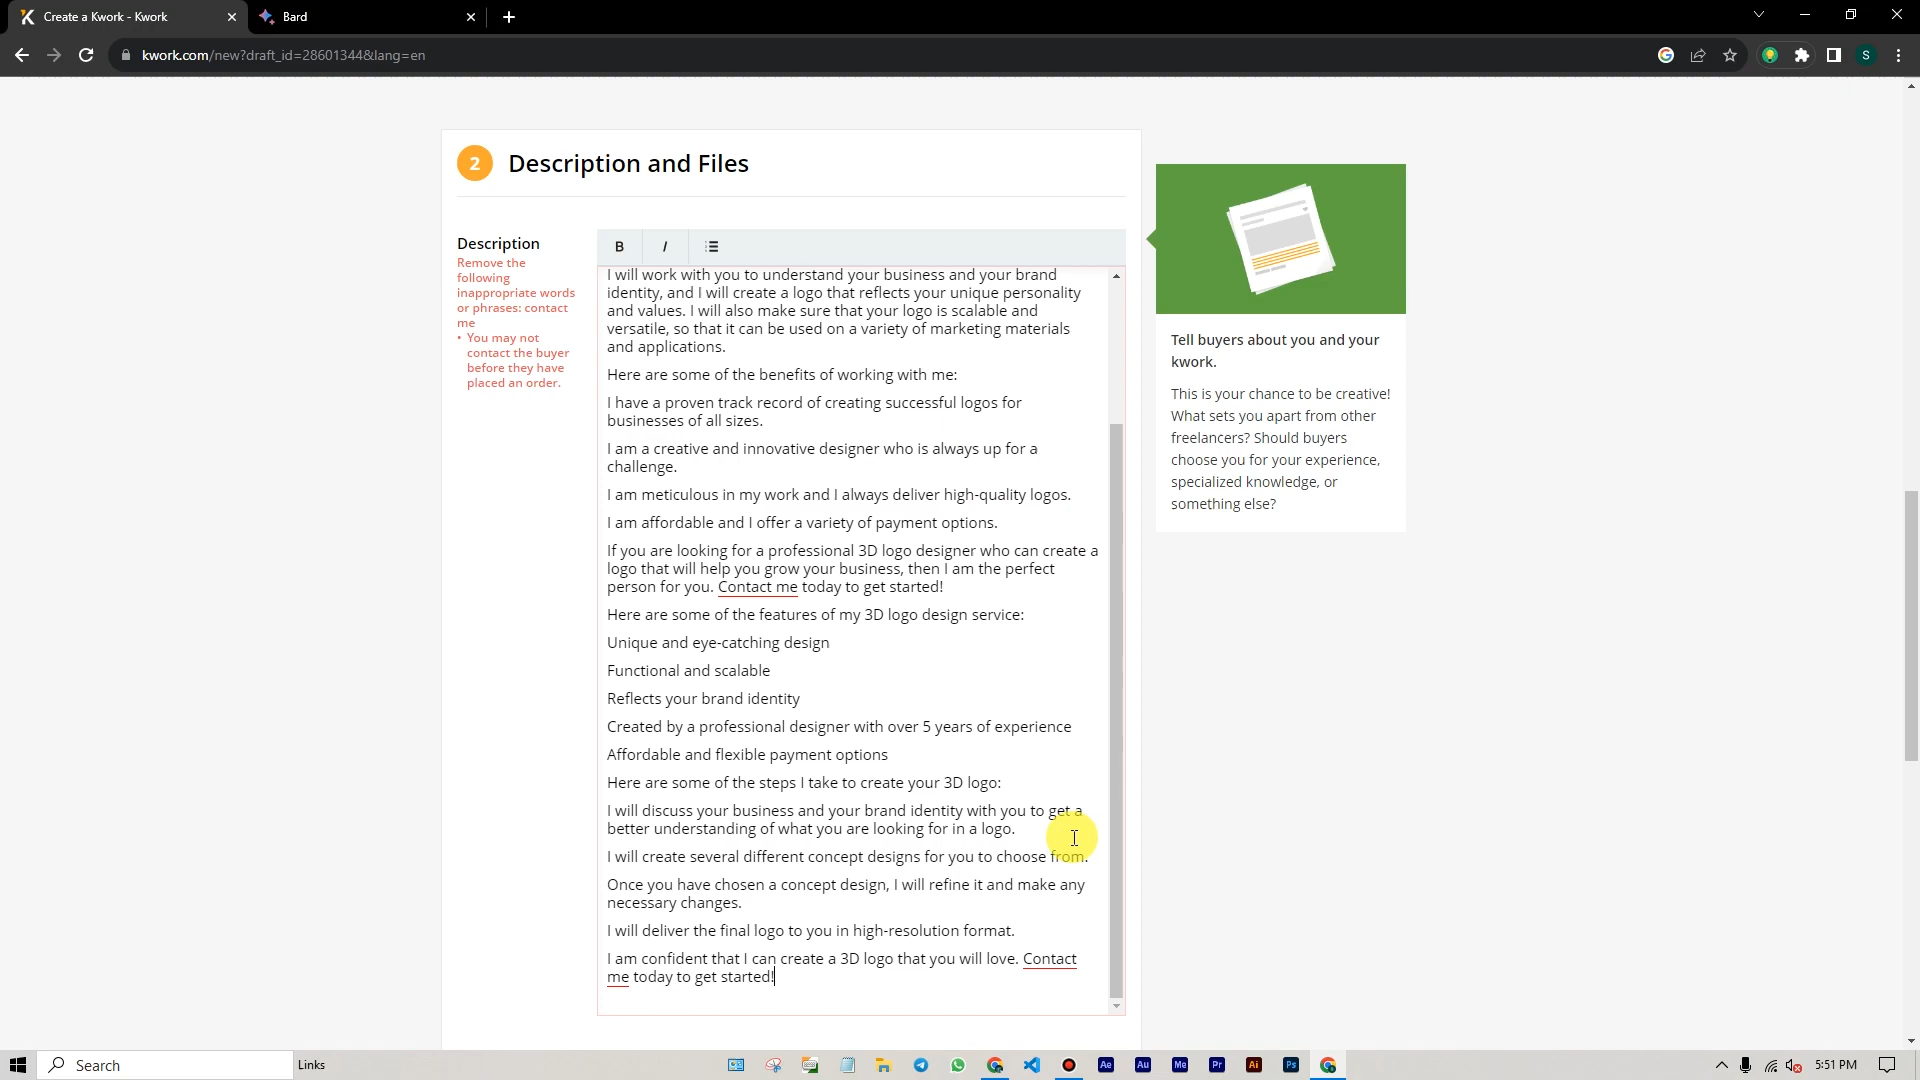 Create a Kwork - Kwork
Bard
kwork.com/new?draft_id=28601344&lang=en
S
2 Description and Files
Description
Remove the
following
inappropriate words
or phrases: contact
me
• You may not
contact the buyer
before they have
placed an order.
B I
I will work with you to understand your business and your brand
identity, and I will create a logo that reflects your unique personality
and values. I will also make sure that your logo is scalable and
versatile, so that it can be used on a variety of marketing materials
and applications.
Here are some of the benefits of working with me:
I have a proven track record of creating successful logos for
businesses of all sizes.
I am a creative and innovative designer who is always up for a
challenge.
I am meticulous in my work and I always deliver high-quality logos.
I am affordable and I offer a variety of payment options.
If you are looking for a professional 3D logo designer who can create a
logo that will help you grow your business, then I am the perfect
person for you. Contact me today to get started!
Here are some of the features of my 3D logo design service:
Unique and eye-catching design
Functional and scalable
Reflects your brand identity
Created by a professional designer with over 5 years of experience
Affordable and flexible payment options
Here are some of the steps I take to create your 3D logo:
I will discuss your business and your brand identity with you to get a
better understanding of what you are looking for in a logo.
I will create several different concept designs for you to choose from.
Once you have chosen a concept design, I will refine it and make any
necessary changes.
I will deliver the final logo to you in high-resolution format.
I am confident that I can create a 3D logo that you will love. Contact
me today to get started!
Tell buyers about you and your
kwork.
This is your chance to be creative!
What sets you apart from other
freelancers? Should buyers
choose you for your experience,
specialized knowledge, or
something else?
Search
Links
Ae Au Me Pr Ai Ps
5:51 PM